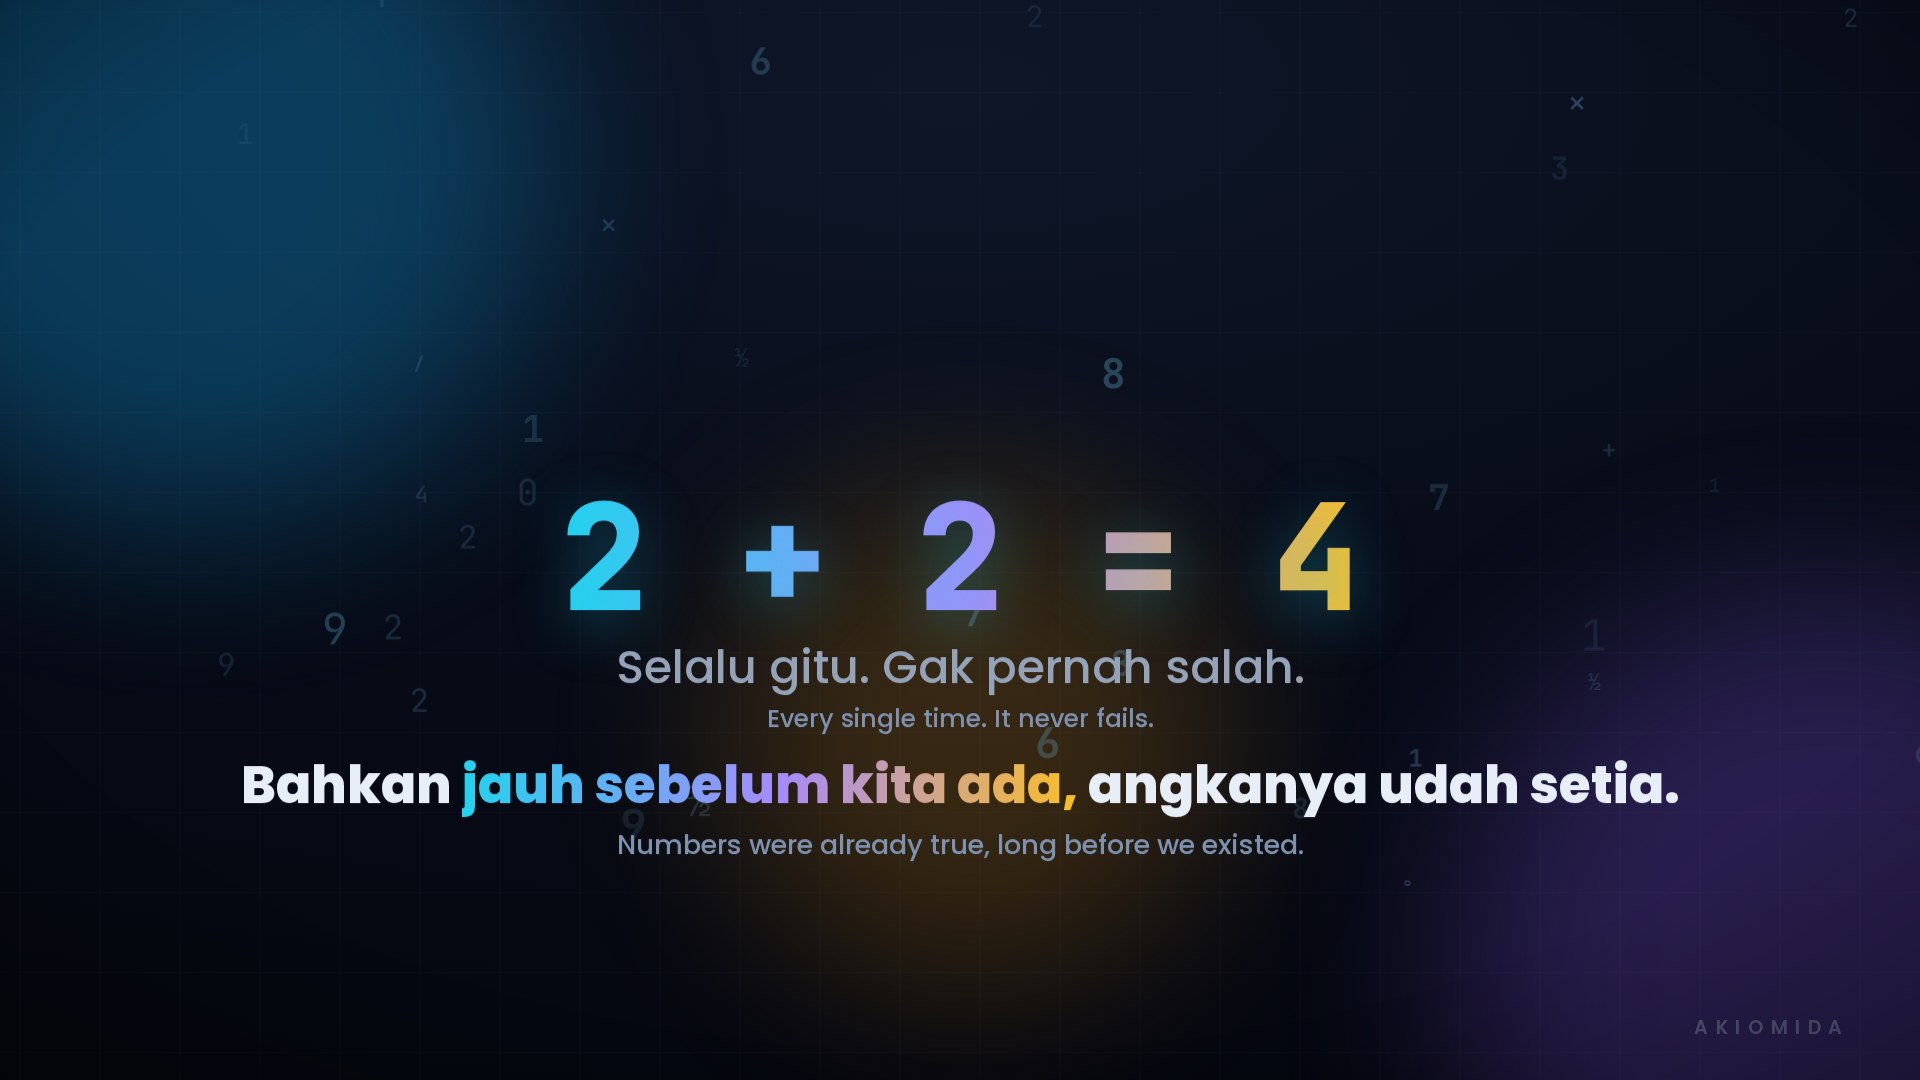 2 + 2 = 4
Selalu gitu. Gak pernah salah.
Every single time. It never fails.
Bahkan jauh sebelum kita ada, angkanya udah setia.
Numbers were already true, long before we existed.
AKIOMIDA